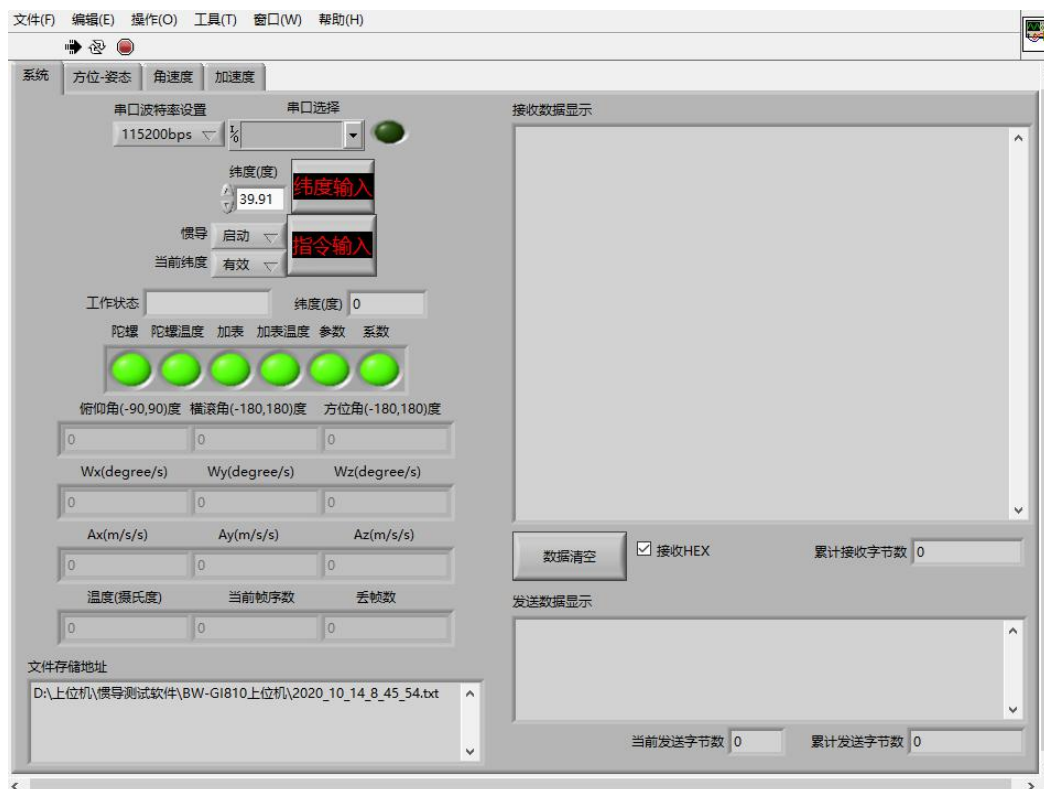 文件(F) 编辑(E) 操作(O) 工具(T) 窗口(W) 帮助(H)
系统 方位-姿态 角速度 加速度
串口波特率设置 串口选择
115200bps
纬度(度)
39.91
纬度输入
惯导 启动
指令输入
当前纬度 有效
工作状态 纬度(度) 0
陀螺 陀螺温度 加表 加表温度 参数 系数
俯仰角(-90,90)度 横滚角(-180,180)度 方位角(-180,180)度
0 0 0
Wx(degree/s) Wy(degree/s) Wz(degree/s)
0 0 0
Ax(m/s/s) Ay(m/s/s) Az(m/s/s)
0 0 0
温度(摄氏度) 当前帧序数 丢帧数
0 0 0
文件存储地址
D:\上位机\惯导测试软件\BW-GI810上位机\2020_10_14_8_45_54.txt
接收数据显示
数据清空 接收HEX 累计接收字节数 0
发送数据显示
当前发送字节数 0 累计发送字节数 0